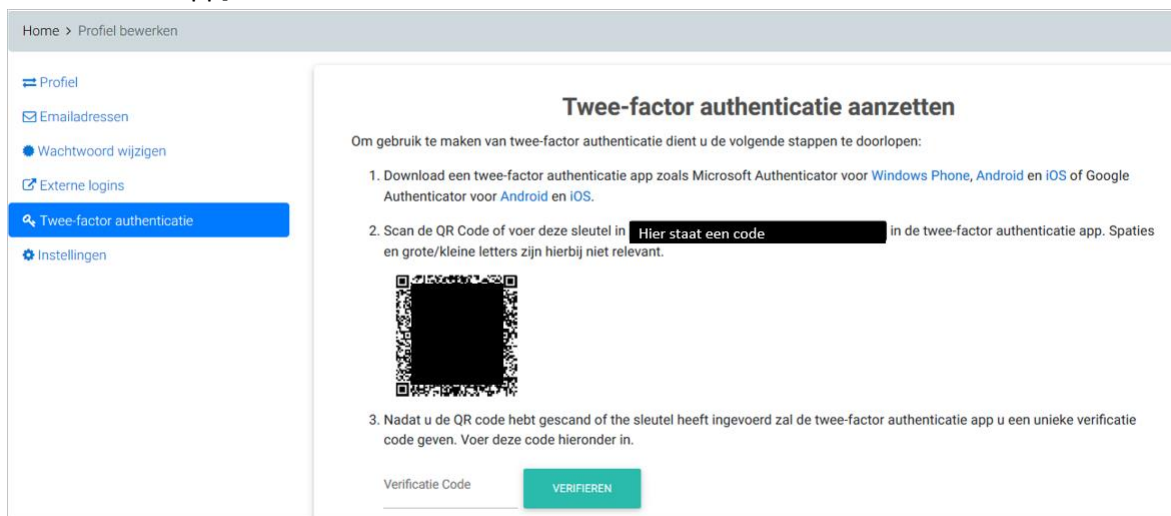 Home > Profiel bewerken
Profiel
Emailadressen
Wachtwoord wijzigen
Externe logins
Twee-factor authenticatie
Instellingen
Twee-factor authenticatie aanzetten
Om gebruik te maken van twee-factor authenticatie dient u de volgende stappen te doorlopen:
1. Download een twee-factor authenticatie app zoals Microsoft Authenticator voor Windows Phone, Android en iOS of Google
Authenticator voor Android en iOS.
2. Scan de QR Code of voer deze sleutel in Hier staat een code in de twee-factor authenticatie app. Spaties
en grote/kleine letters zijn hierbij niet relevant.
3. Nadat u de QR code hebt gescand of the sleutel heeft ingevoerd zal de twee-factor authenticatie app u een unieke verificatie
code geven. Voer deze code hieronder in.
Verificatie Code
VERIFIEREN